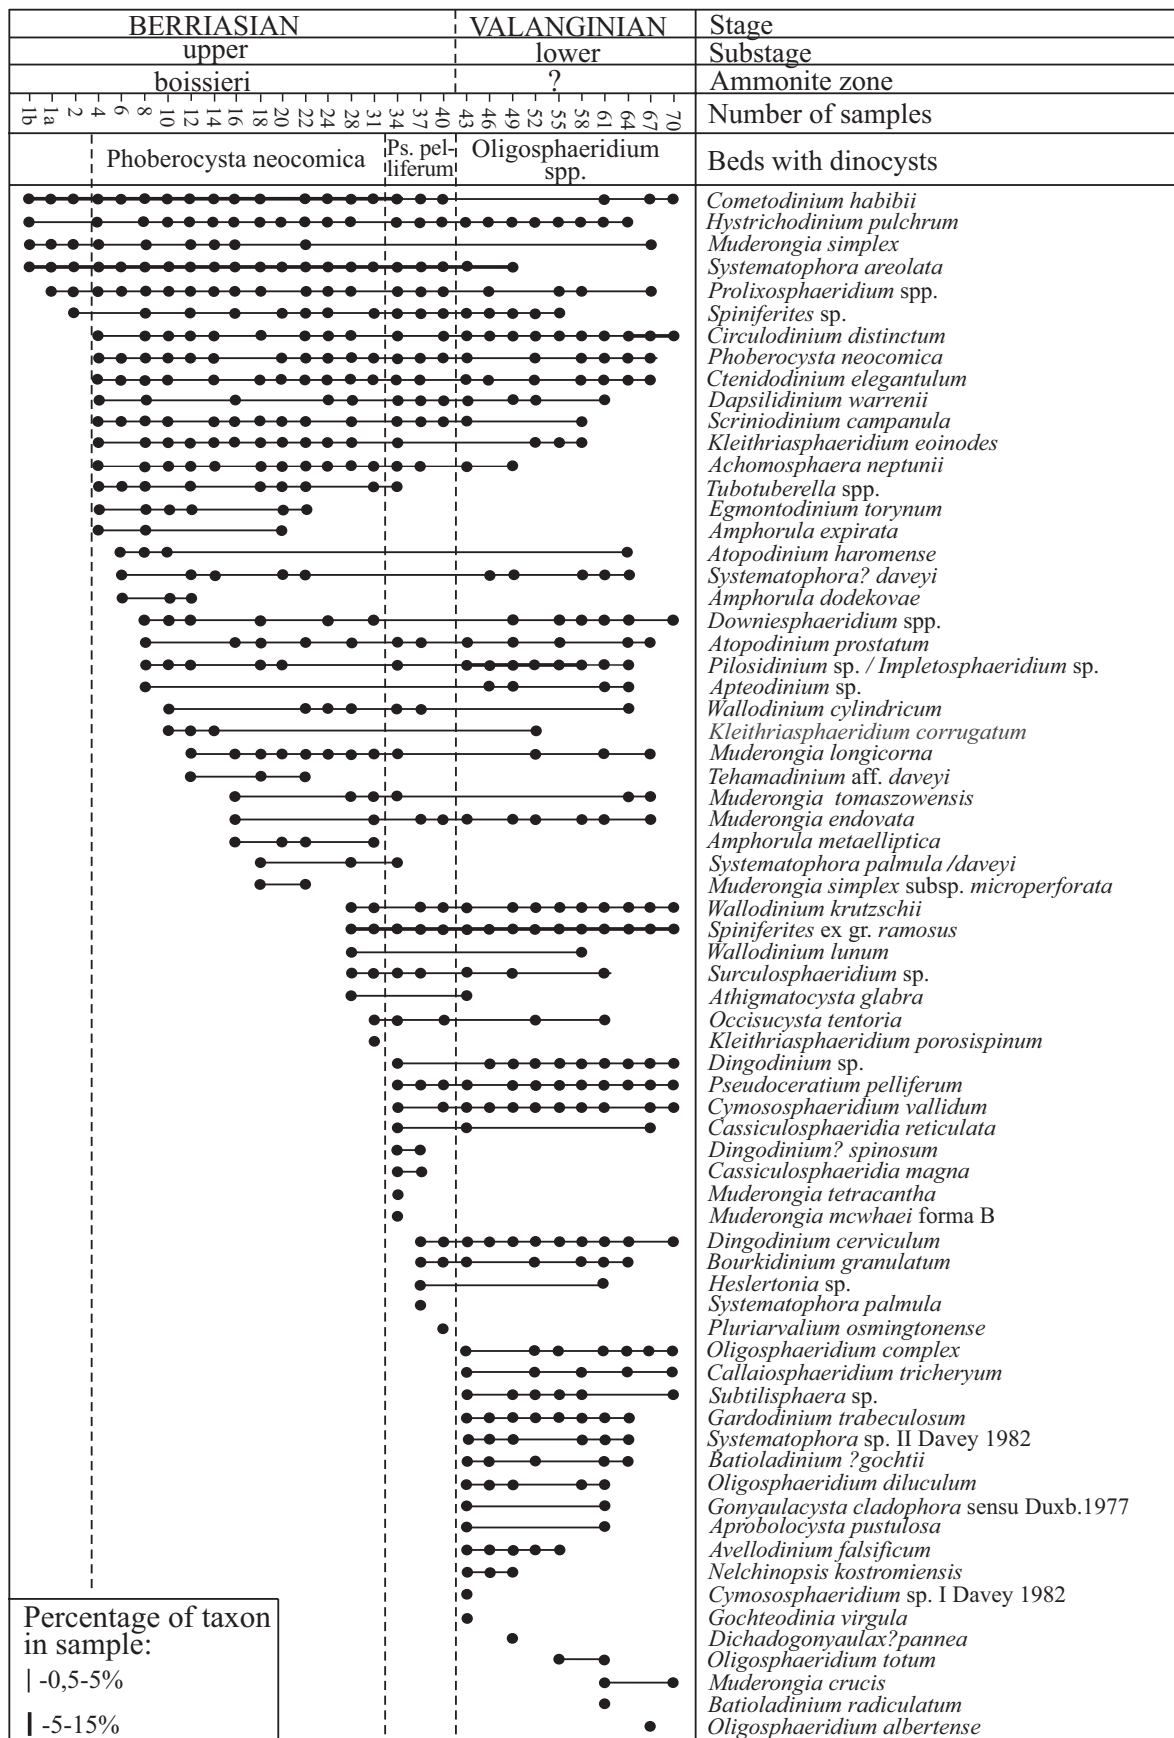 BERRIASIAN VALANGINIAN Stage
upper lower Substage
boissieri ? Ammonite zone
1b 1a 2 4 6 8 10 12 14 16 18 20 22 24 28 31 34 37 40 43 46 49 52 55 58 61 64 67 70 Number of samples
Phoberocysta neocomica Ps. pel-
liferum Oligosphaeridium
spp. Beds with dinocysts
Cometodinium habibii
Hystrichodinium pulchrum
Muderongia simplex
Systematophora areolata
Prolixosphaeridium spp.
Spiniferites sp.
Circulodinium distinctum
Phoberocysta neocomica
Ctenidodinium elegantulum
Dapsilidinium warrenii
Scriniodinium campanula
Kleithriasphaeridium eoinodes
Achomosphaera neptunii
Tubotuberella spp.
Egmontodinium torynum
Amphorula expirata
Atopodinium haromense
Systematophora? daveyi
Amphorula dodekovae
Downiesphaeridium spp.
Atopodinium prostatum
Pilosidinium sp. / Impletosphaeridium sp.
Apteodinium sp.
Wallodinium cylindricum
Kleithriasphaeridium corrugatum
Muderongia longicorna
Tehamadinium aff. daveyi
Muderongia tomaszowensis
Muderongia endovata
Amphorula metaelliptica
Systematophora palmula /daveyi
Muderongia simplex subsp. microperforata
Wallodinium krutzschii
Spiniferites ex gr. ramosus
Wallodinium lunum
Surculosphaeridium sp.
Athigmatocysta glabra
Occisucysta tentoria
Kleithriasphaeridium porosispinum
Dingodinium sp.
Pseudoceratium pelliferum
Cymososphaeridium vallidum
Cassiculosphaeridia reticulata
Dingodinium? spinosum
Cassiculosphaeridia magna
Muderongia tetracantha
Muderongia mcwhaei forma B
Dingodinium cerviculum
Bourkidinium granulatum
Heslertonia sp.
Systematophora palmula
Pluriarvalium osmingtonense
Oligosphaeridium complex
Callaiosphaeridium tricheryum
Subtilisphaera sp.
Gardodinium trabeculosum
Systematophora sp. II Davey 1982
Batioladinium ?gochtii
Oligosphaeridium diluculum
Gonyaulacysta cladophora sensu Duxb.1977
Aprobolocysta pustulosa
Avellodinium falsificum
Nelchinopsis kostromiensis
Cymososphaeridium sp. I Davey 1982
Gochteodinia virgula
Dichadogonyaulax?pannea
Oligosphaeridium totum
Muderongia crucis
Batioladinium radiculatum
Oligosphaeridium albertense
Percentage of taxon
in sample:
-0,5-5%
-5-15%